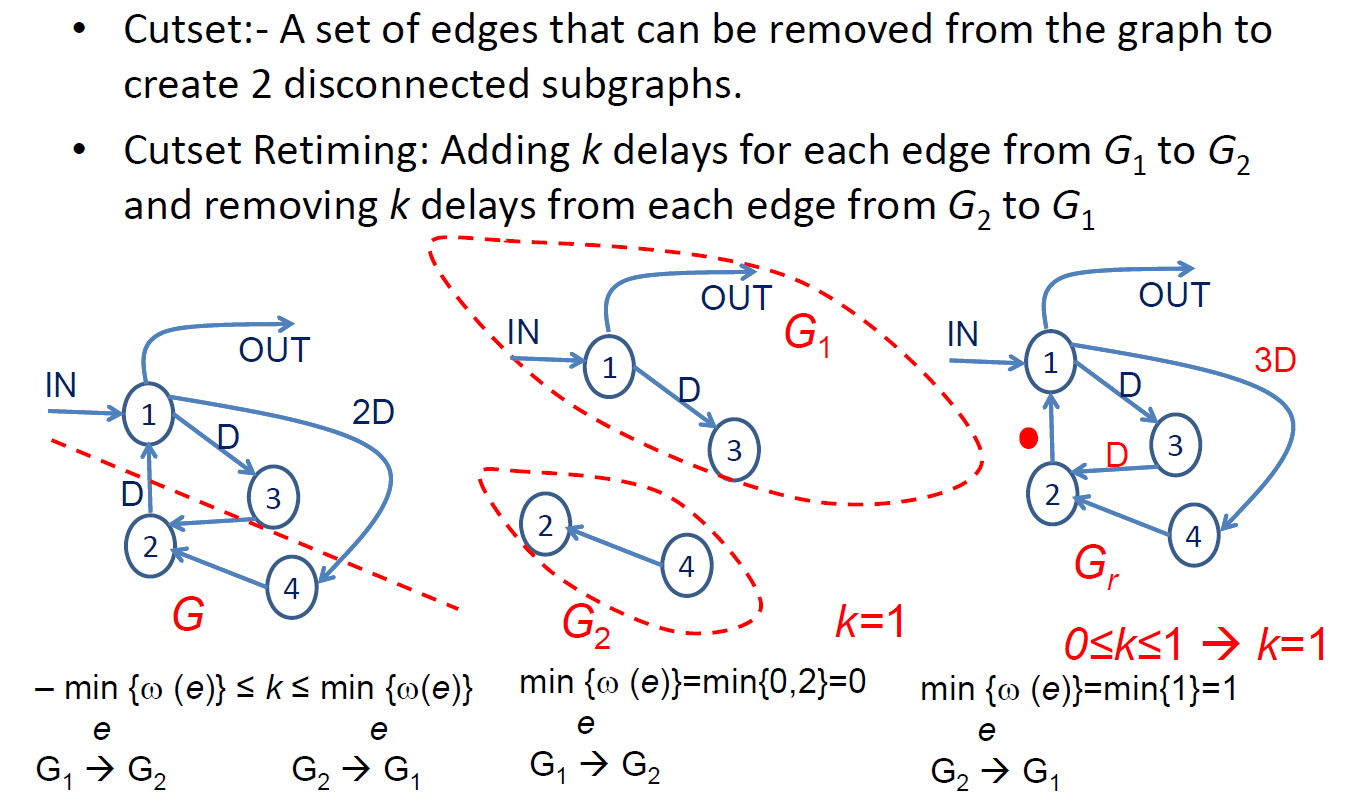 • Cutset:- A set of edges that can be removed from the graph to
create 2 disconnected subgraphs.
• Cutset Retiming: Adding k delays for each edge from G₁ to G₂
and removing k delays from each edge from G₂ to G₁
IN
OUT
1
2D
D
D
3
2
4
G
IN
OUT
G₁
1
D
3
2
4
G₂
k=1
IN
OUT
1
3D
D
D
3
2
4
Gᵣ
0≤k≤1 → k=1
– min {ω (e)} ≤ k ≤ min {ω(e)}
e e
G₁ → G₂ G₂ → G₁
min {ω (e)}=min{0,2}=0
e
G₁ → G₂
min {ω (e)}=min{1}=1
e
G₂ → G₁